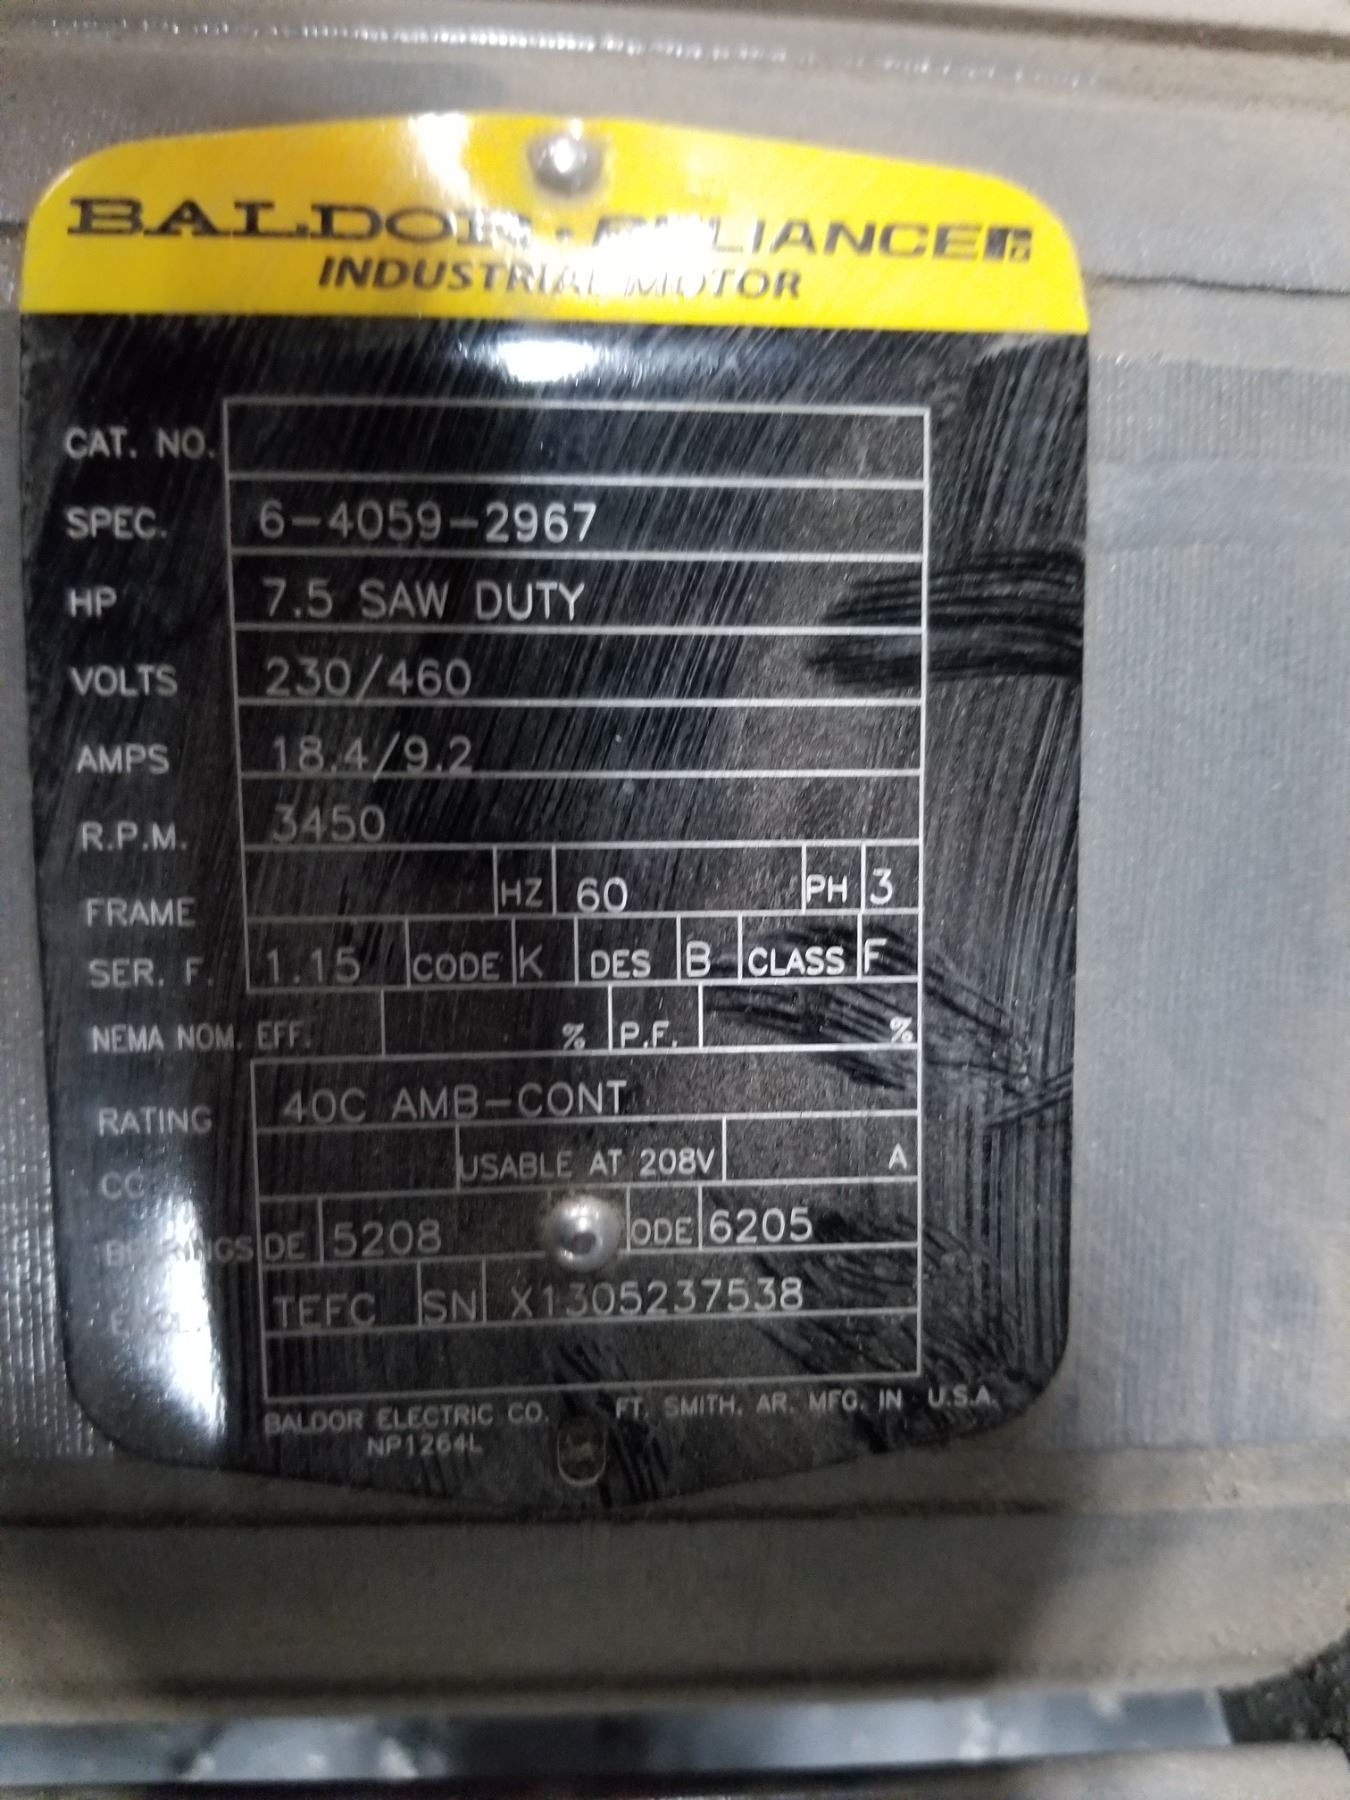 BALDOR · RELIANCE
INDUSTRIAL MOTOR
CAT. NO.
SPEC. 6-4059-2967
HP 7.5 SAW DUTY
VOLTS 230/460
AMPS 18.4/9.2
R.P.M. 3450
FRAME HZ 60 PH 3
SER. F. 1.15 CODE K DES B CLASS F
NEMA NOM. EFF. % P.F. %
RATING 40C AMB-CONT
CC USABLE AT 208V A
BEARINGS DE 5208 ODE 6205
TEFC SN X1305237538
BALDOR ELECTRIC CO. FT. SMITH, AR. MFG. IN U.S.A.
NP1264L